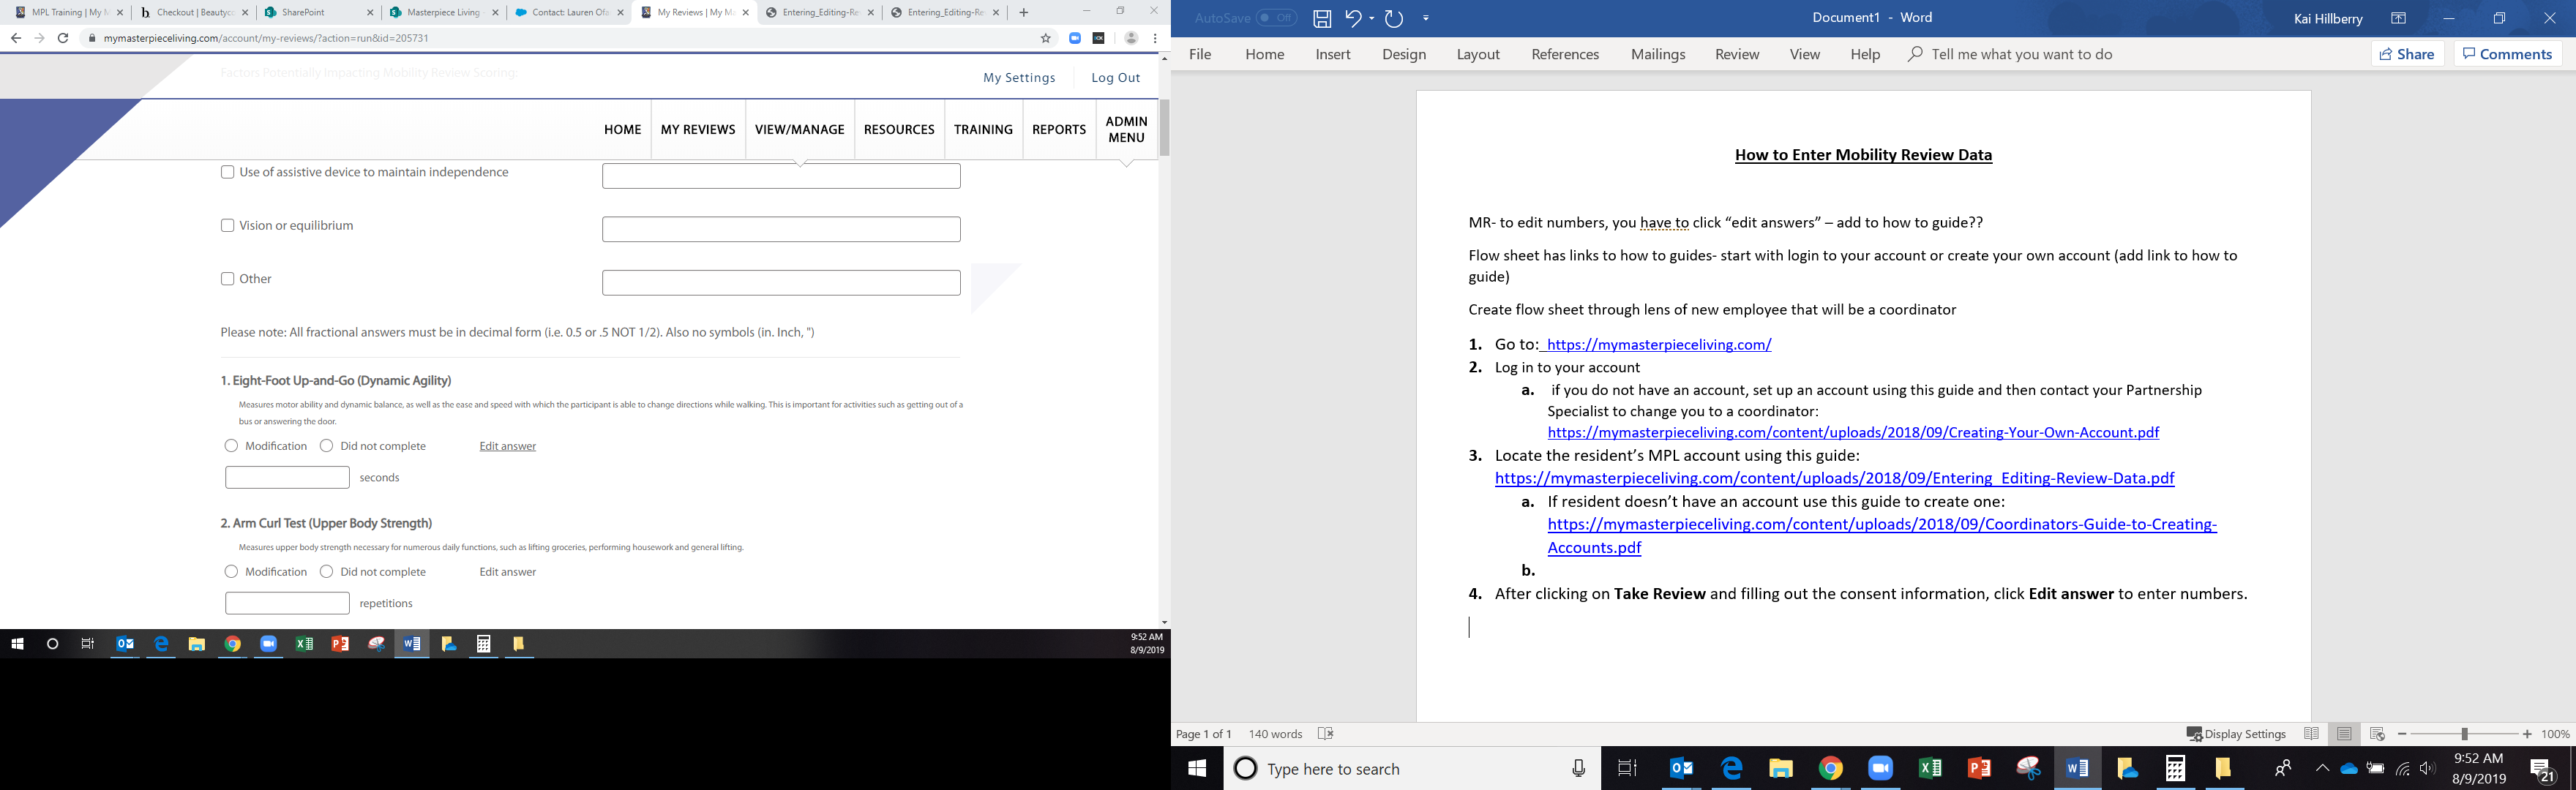 MPL Training | My M
Checkout | Beautyco
SharePoint
Masterpiece Living -
Contact: Lauren Ofa
My Reviews | My Ma
Entering_Editing-Re
Entering_Editing-Re
mymasterpieceliving.com/account/my-reviews/?action=run&id=205731
Factors Potentially Impacting Mobility Review Scoring:
My Settings
Log Out
HOME
MY REVIEWS
VIEW/MANAGE
RESOURCES
TRAINING
REPORTS
ADMIN
MENU
Use of assistive device to maintain independence
Vision or equilibrium
Other
Please note: All fractional answers must be in decimal form (i.e. 0.5 or .5 NOT 1/2). Also no symbols (in. Inch, ")
1. Eight-Foot Up-and-Go (Dynamic Agility)
Measures motor ability and dynamic balance, as well as the ease and speed with which the participant is able to change directions while walking. This is important for activities such as getting out of a
bus or answering the door.
Modification Did not complete Edit answer
seconds
2. Arm Curl Test (Upper Body Strength)
Measures upper body strength necessary for numerous daily functions, such as lifting groceries, performing housework and general lifting.
Modification Did not complete Edit answer
repetitions
9:52 AM
8/9/2019
AutoSave Off
Document1 - Word
Kai Hillberry
File Home Insert Design Layout References Mailings Review View Help Tell me what you want to do
Share
Comments
How to Enter Mobility Review Data
MR- to edit numbers, you have to click “edit answers” – add to how to guide??
Flow sheet has links to how to guides- start with login to your account or create your own account (add link to how to
guide)
Create flow sheet through lens of new employee that will be a coordinator
1. Go to: https://mymasterpieceliving.com/
2. Log in to your account
a. if you do not have an account, set up an account using this guide and then contact your Partnership
Specialist to change you to a coordinator:
https://mymasterpieceliving.com/content/uploads/2018/09/Creating-Your-Own-Account.pdf
3. Locate the resident’s MPL account using this guide:
https://mymasterpieceliving.com/content/uploads/2018/09/Entering_Editing-Review-Data.pdf
a. If resident doesn’t have an account use this guide to create one:
https://mymasterpieceliving.com/content/uploads/2018/09/Coordinators-Guide-to-Creating-
Accounts.pdf
b.
4. After clicking on Take Review and filling out the consent information, click Edit answer to enter numbers.
Page 1 of 1 140 words
Display Settings
100%
Type here to search
9:52 AM
8/9/2019
21